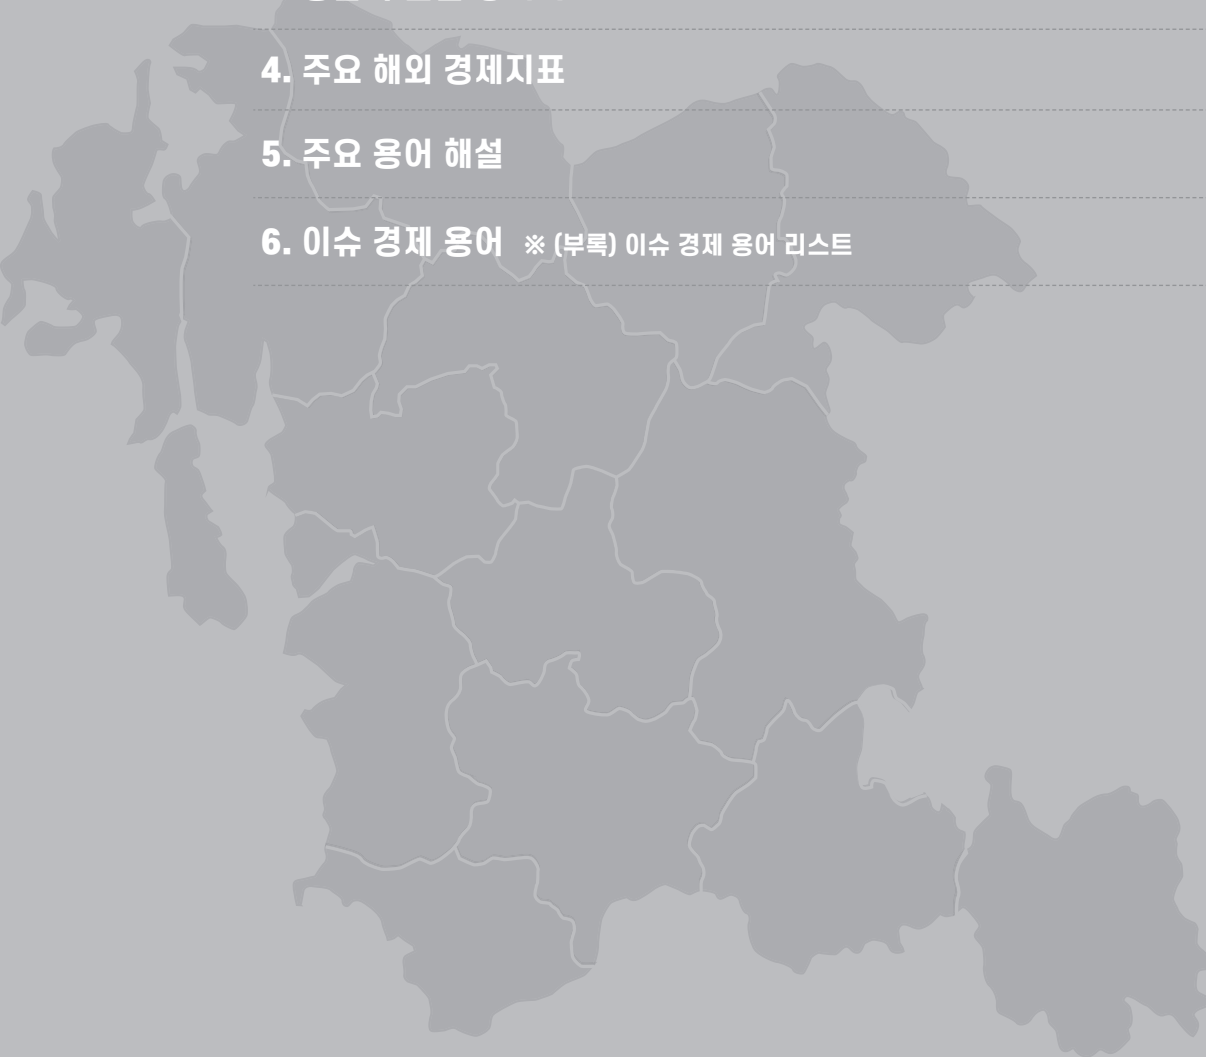 4. 주요 해외 경제지표
5. 주요 용어 해설
6. 이슈 경제 용어 ※ (부록) 이슈 경제 용어 리스트